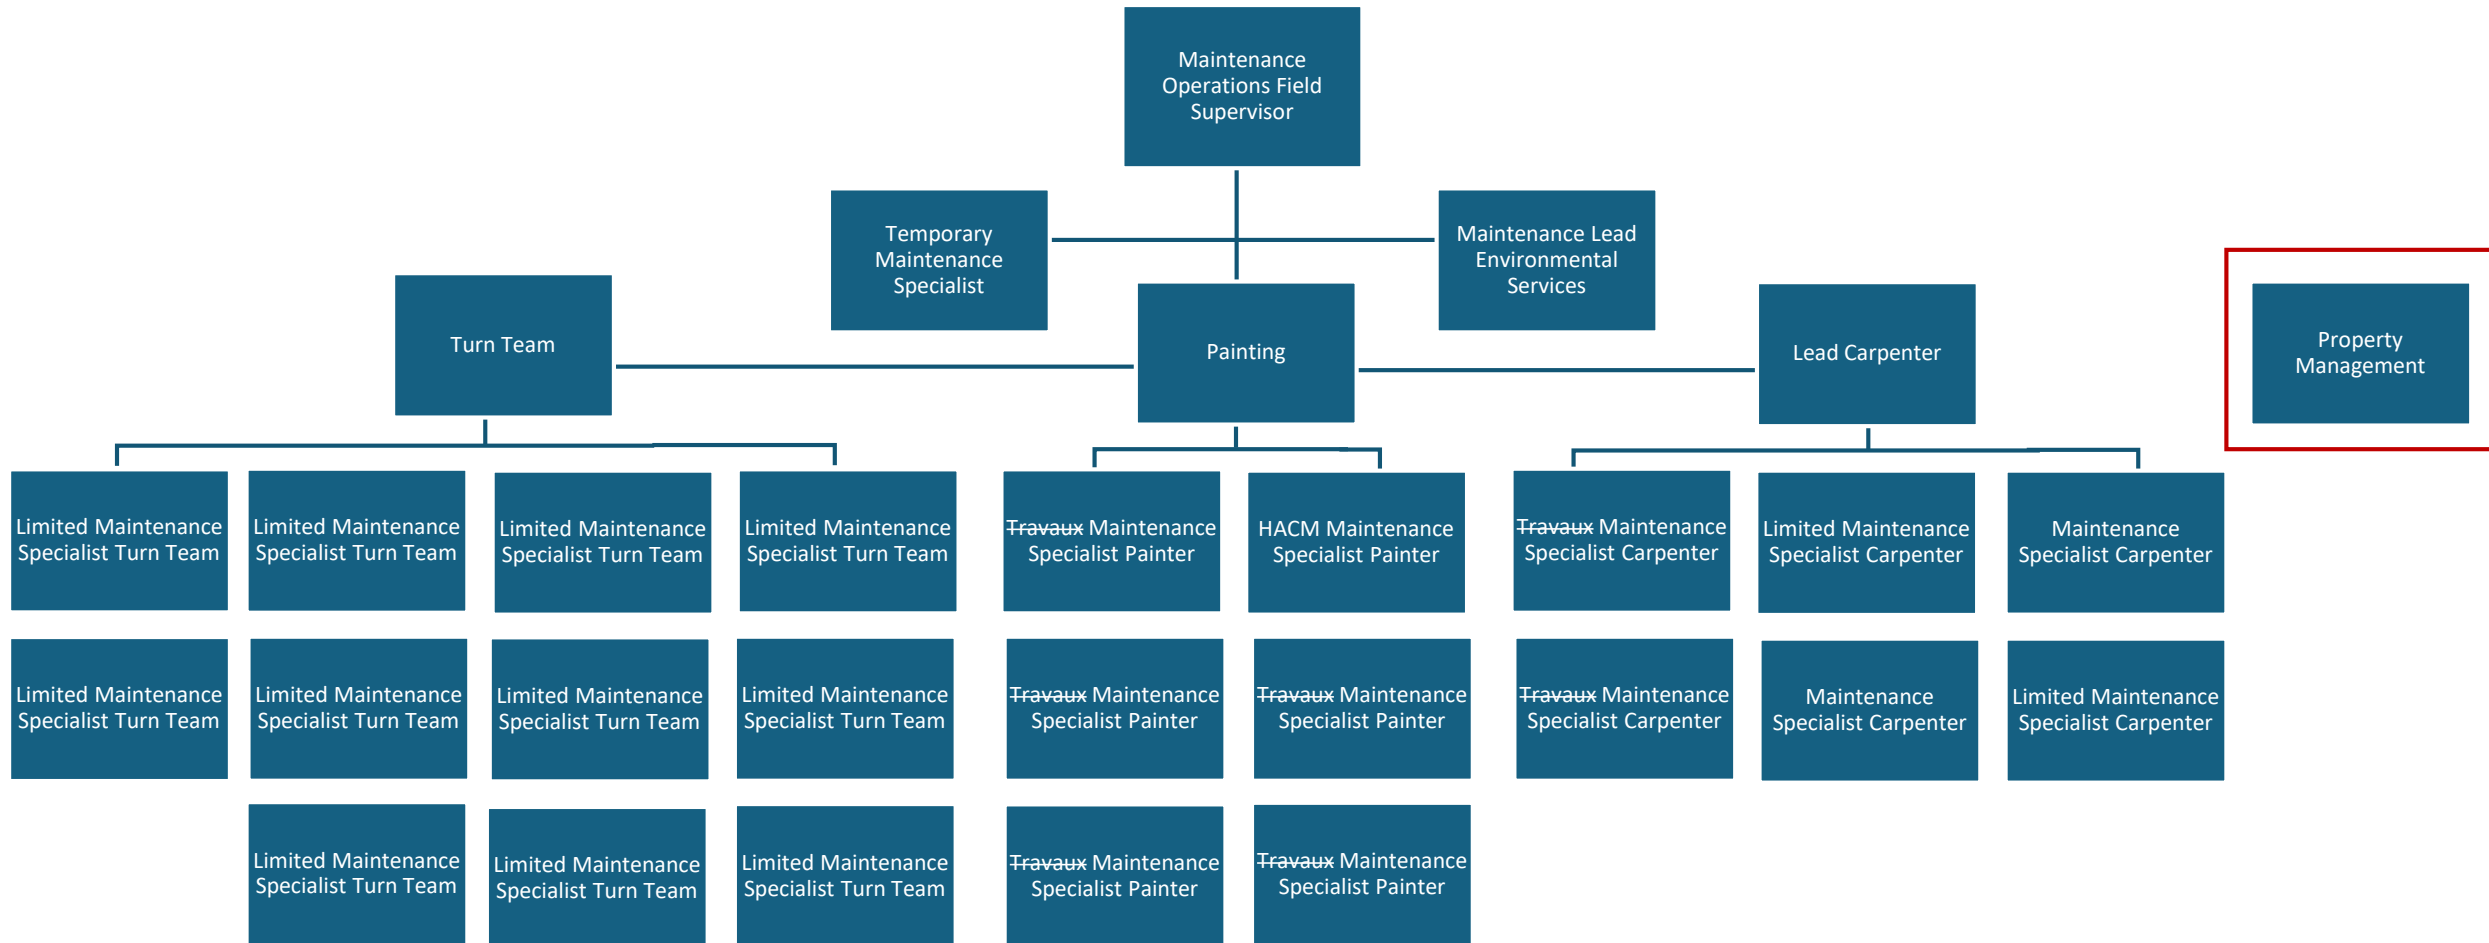 Maintenance
Operations Field
Supervisor
Temporary
Maintenance
Specialist
Maintenance Lead
Environmental
Services
Turn Team
Painting
Lead Carpenter
Property
Management
Limited Maintenance
Specialist Turn Team
Limited Maintenance
Specialist Turn Team
Limited Maintenance
Specialist Turn Team
Limited Maintenance
Specialist Turn Team
Travaux Maintenance
Specialist Painter
HACM Maintenance
Specialist Painter
Travaux Maintenance
Specialist Carpenter
Limited Maintenance
Specialist Carpenter
Maintenance
Specialist Carpenter
Limited Maintenance
Specialist Turn Team
Limited Maintenance
Specialist Turn Team
Limited Maintenance
Specialist Turn Team
Limited Maintenance
Specialist Turn Team
Travaux Maintenance
Specialist Painter
Travaux Maintenance
Specialist Painter
Travaux Maintenance
Specialist Carpenter
Maintenance
Specialist Carpenter
Limited Maintenance
Specialist Carpenter
Limited Maintenance
Specialist Turn Team
Limited Maintenance
Specialist Turn Team
Limited Maintenance
Specialist Turn Team
Travaux Maintenance
Specialist Painter
Travaux Maintenance
Specialist Painter